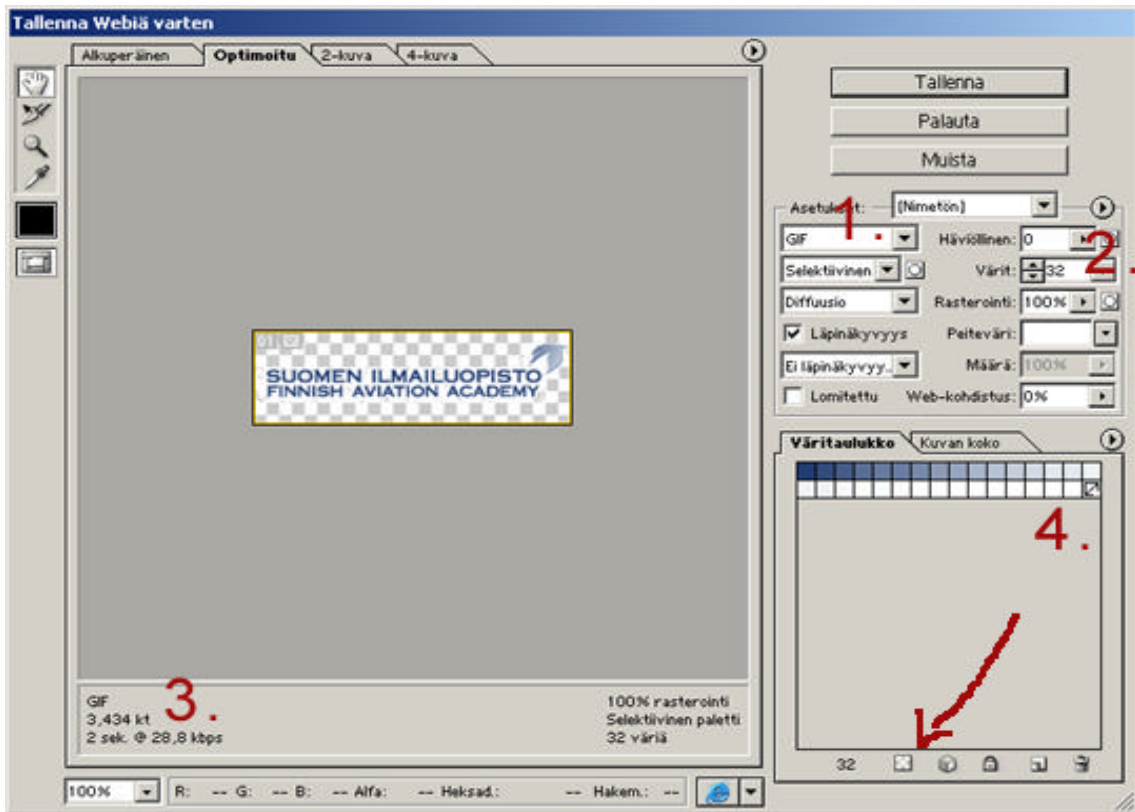 Tallenna Webiä varten
Alkuperäinen Optimoitu 2-kuva 4-kuva
Tallenna
Palauta
Muista
Asetukset: [Nimetön]
1.
GIF Häviöllinen: 0
2.
Selektiivinen Värit: 32
Diffuusio Rasterointi: 100%
Läpinäkyvyys Peiteväri:
Ei läpinäkyvyy.. Määrä: 100%
Lomitettu Web-kohdistus: 0%
SUOMEN ILMAILUOPISTO
FINNISH AVIATION ACADEMY
Väritaulukko Kuvan koko
4.
3.
GIF 100% rasterointi
3,434 kt Selektiivinen paletti
2 sek. @ 28,8 kbps 32 väriä
32
100% R: -- G: -- B: -- Alfa: -- Heksad.: -- Hakem.: --